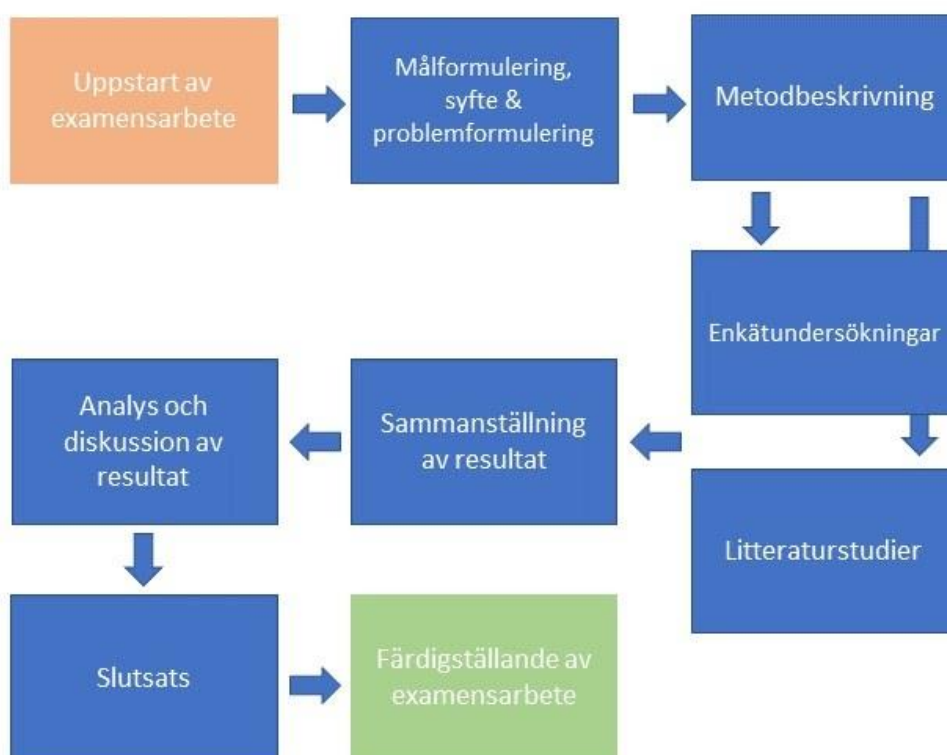 Uppstart av
examensarbete
Målformulering,
syfte &
problemformulering
Metodbeskrivning
Enkätundersökningar
Litteraturstudier
Sammanställning
av resultat
Analys och
diskussion av
resultat
Slutsats
Färdigställande av
examensarbete